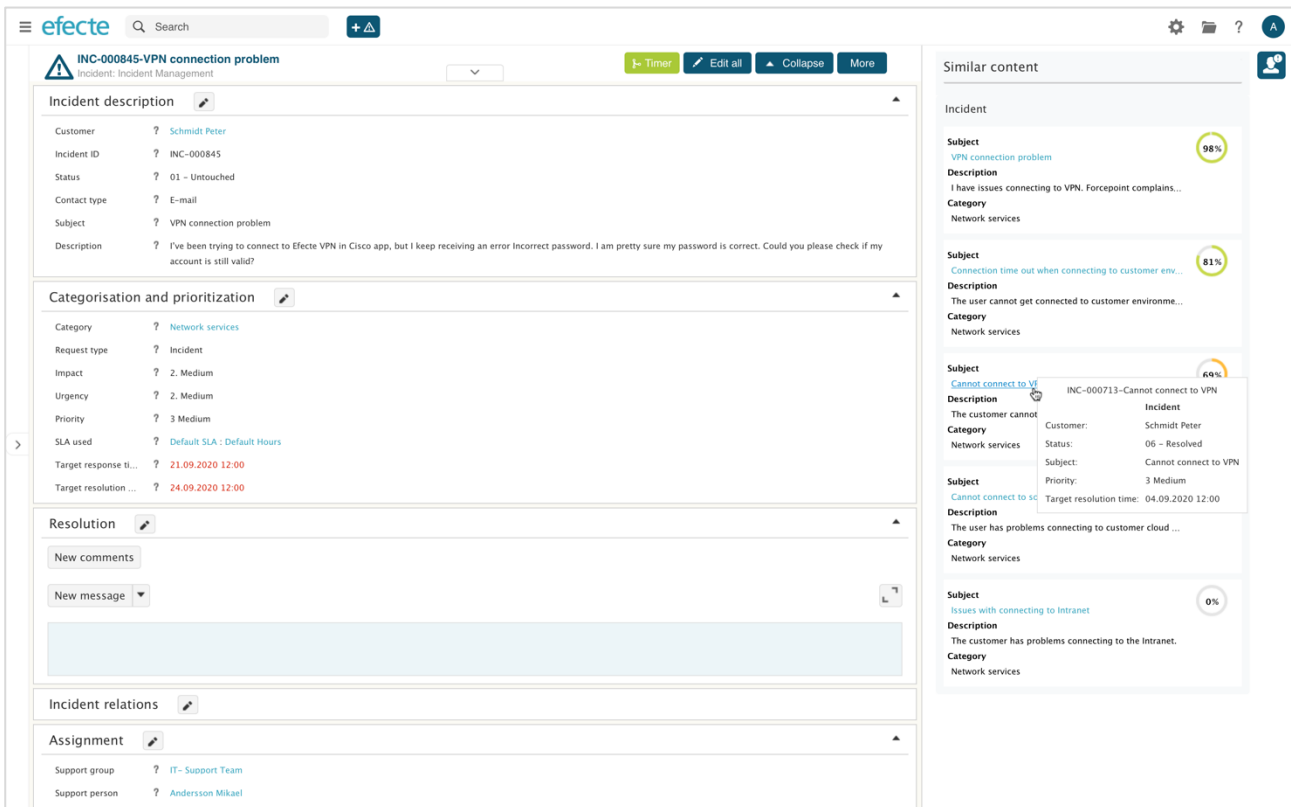 efecte
Search
+
?
A
INC-000845-VPN connection problem
Incident: Incident Management
Timer
Edit all
Collapse
More
Incident description
Customer ? Schmidt Peter
Incident ID ? INC-000845
Status ? 01 - Untouched
Contact type ? E-mail
Subject ? VPN connection problem
Description ? I've been trying to connect to Efecte VPN in Cisco app, but I keep receiving an error Incorrect password. I am pretty sure my password is correct. Could you please check if my
account is still valid?
Categorisation and prioritization
Category ? Network services
Request type ? Incident
Impact ? 2. Medium
Urgency ? 2. Medium
Priority ? 3 Medium
SLA used ? Default SLA : Default Hours
Target response ti... ? 21.09.2020 12:00
Target resolution ... ? 24.09.2020 12:00
Resolution
New comments
New message
Incident relations
Assignment
Support group ? IT- Support Team
Support person ? Andersson Mikael
Similar content
Incident
Subject
98%
VPN connection problem
Description
I have issues connecting to VPN. Forcepoint complains...
Category
Network services
Subject
81%
Connection time out when connecting to customer env...
Description
The user cannot get connected to customer environme...
Category
Network services
Subject
69%
Cannot connect to
Description
The customer cannot
Category
Network services
INC-000713-Cannot connect to VPN
Incident
Customer: Schmidt Peter
Status: 06 - Resolved
Subject: Cannot connect to VPN
Priority: 3 Medium
Target resolution time: 04.09.2020 12:00
Subject
Cannot connect to
Description
The user has problems connecting to customer cloud ...
Category
Network services
Subject
0%
Issues with connecting to Intranet
Description
The customer has problems connecting to the Intranet.
Category
Network services